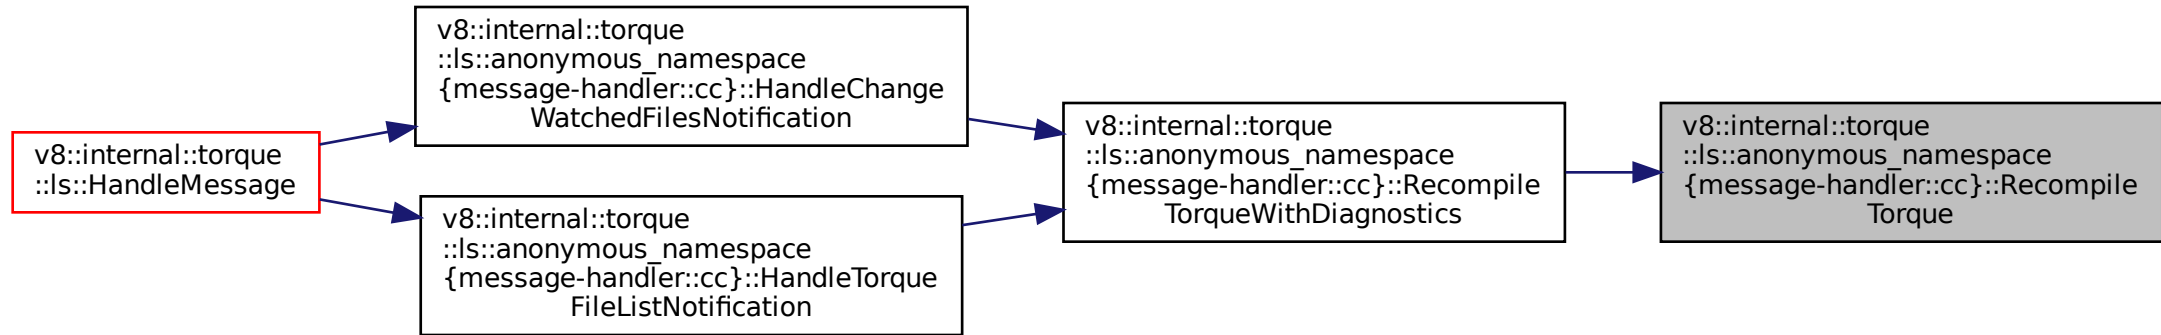 v8::internal::torque
::ls::HandleMessage
v8::internal::torque
::ls::anonymous_namespace
{message-handler::cc}::HandleChange
WatchedFilesNotification
v8::internal::torque
::ls::anonymous_namespace
{message-handler::cc}::HandleTorque
FileListNotification
v8::internal::torque
::ls::anonymous_namespace
{message-handler::cc}::Recompile
TorqueWithDiagnostics
v8::internal::torque
::ls::anonymous_namespace
{message-handler::cc}::Recompile
Torque